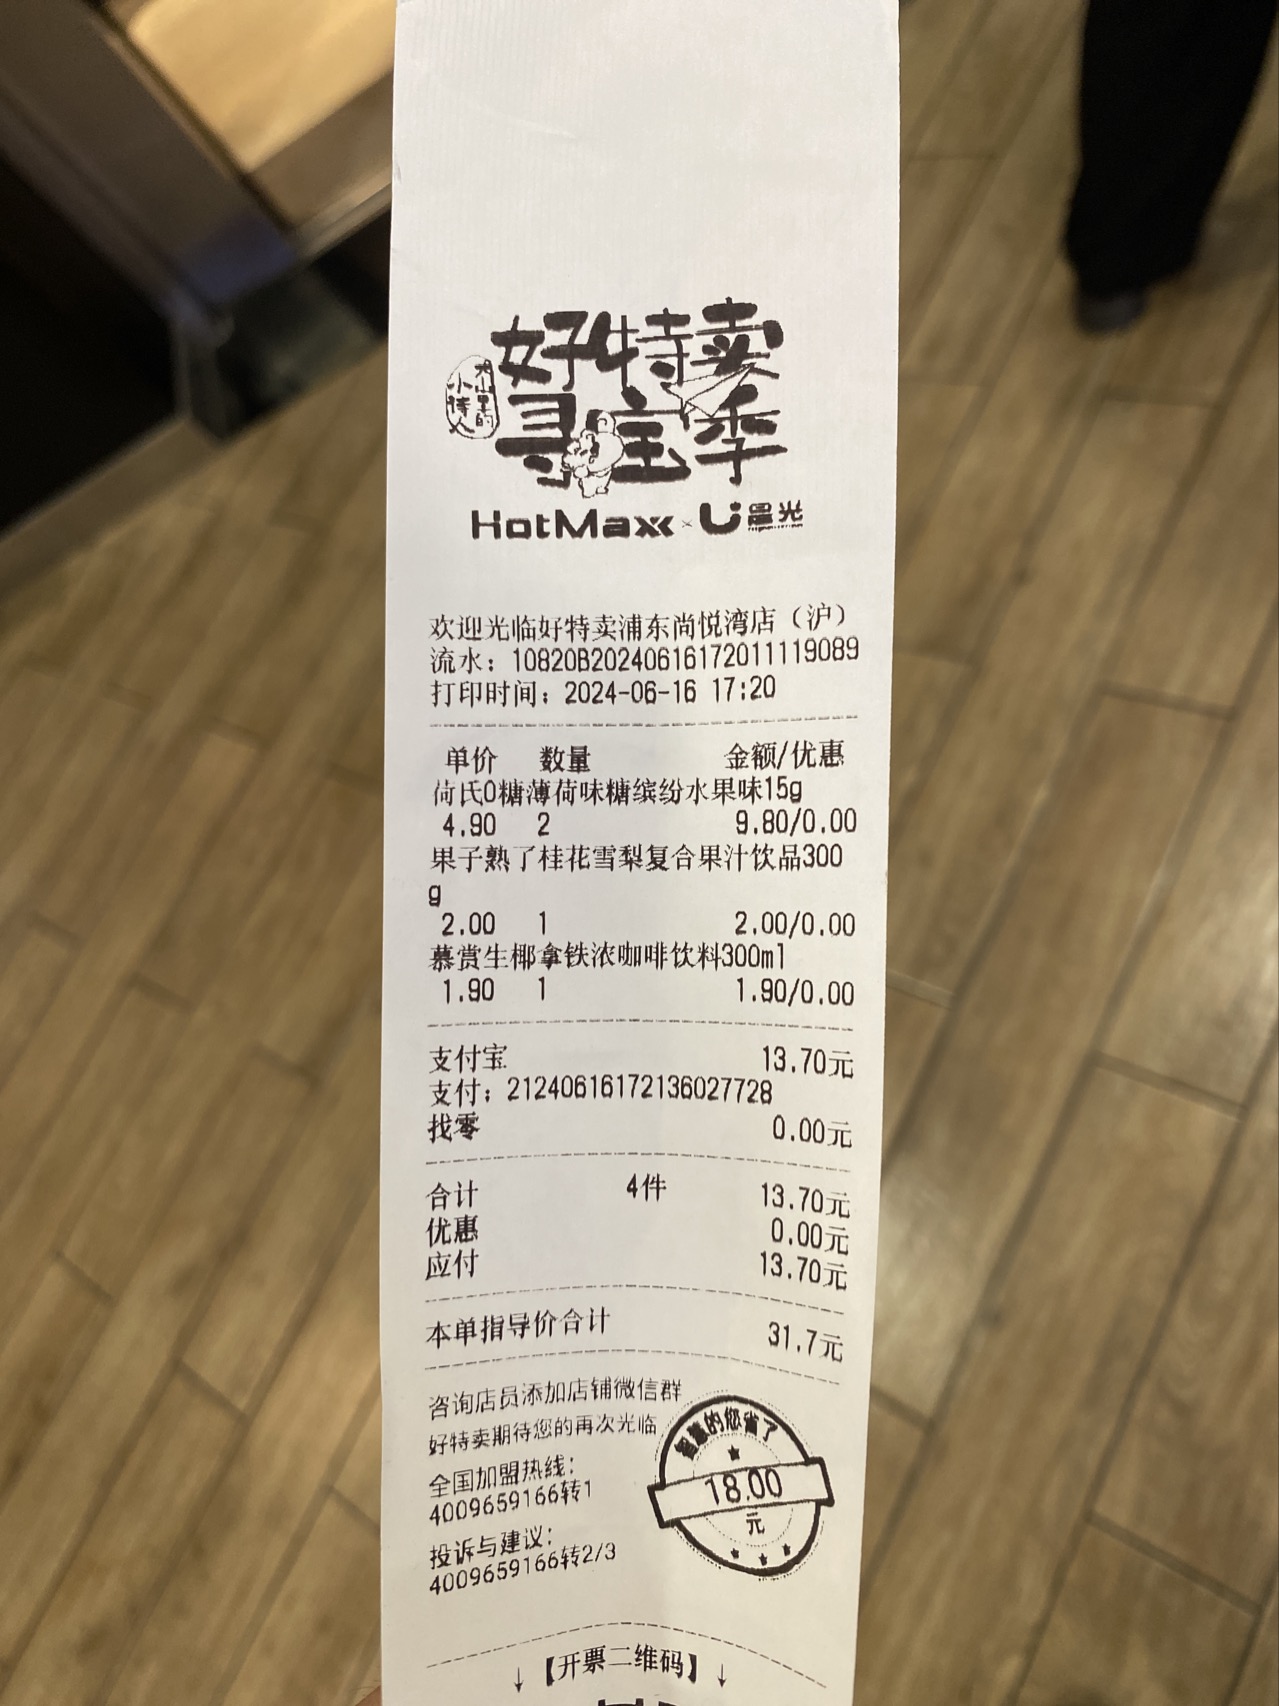 好特卖
寻宝季
大山里的
小诗人
HotMaxx × 晨光
欢迎光临好特卖浦东尚悦湾店（沪）
流水：10820B20240616172011119089
打印时间：2024-06-16 17:20
单价 数量 金额/优惠
荷氏0糖薄荷味糖缤纷水果味15g
4.90 2 9.80/0.00
果子熟了桂花雪梨复合果汁饮品300
g
2.00 1 2.00/0.00
慕赏生椰拿铁浓咖啡饮料300ml
1.90 1 1.90/0.00
支付宝 13.70元
支付：21240616172136027728
找零 0.00元
合计 4件 13.70元
优惠 0.00元
应付 13.70元
本单指导价合计 31.7元
咨询店员添加店铺微信群
好特卖期待您的再次光临
全国加盟热线：
4009659166转1
投诉与建议：
4009659166转2/3
智慧的您省了
18.00
元
↓【开票二维码】↓